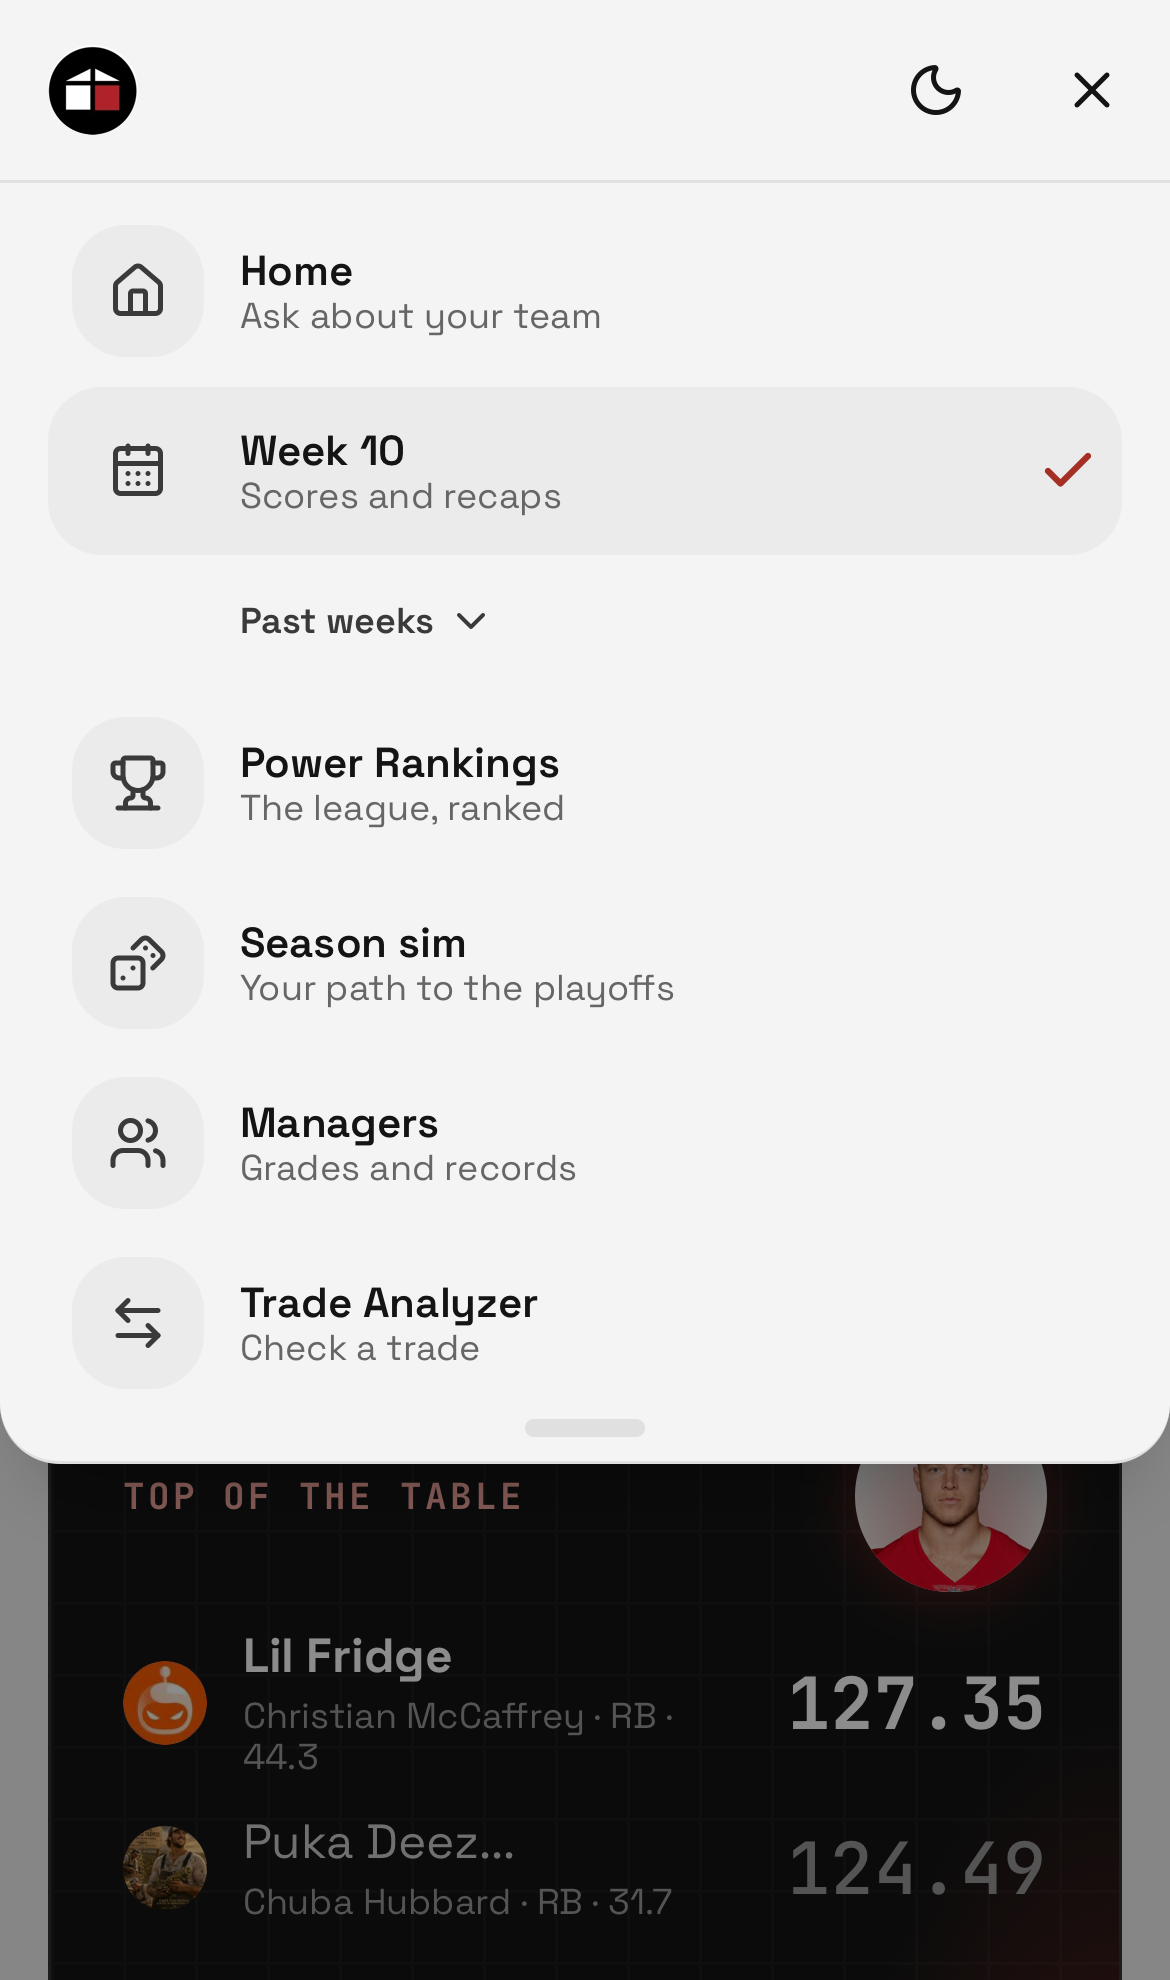 Home
Ask about your team
Week 10
Scores and recaps
Past weeks
Power Rankings
The league, ranked
Season sim
Your path to the playoffs
Managers
Grades and records
Trade Analyzer
Check a trade
TOP OF THE TABLE
Lil Fridge
127.35
Christian McCaffrey · RB ·
44.3
Puka Deez...
124.49
Chuba Hubbard · RB · 31.7